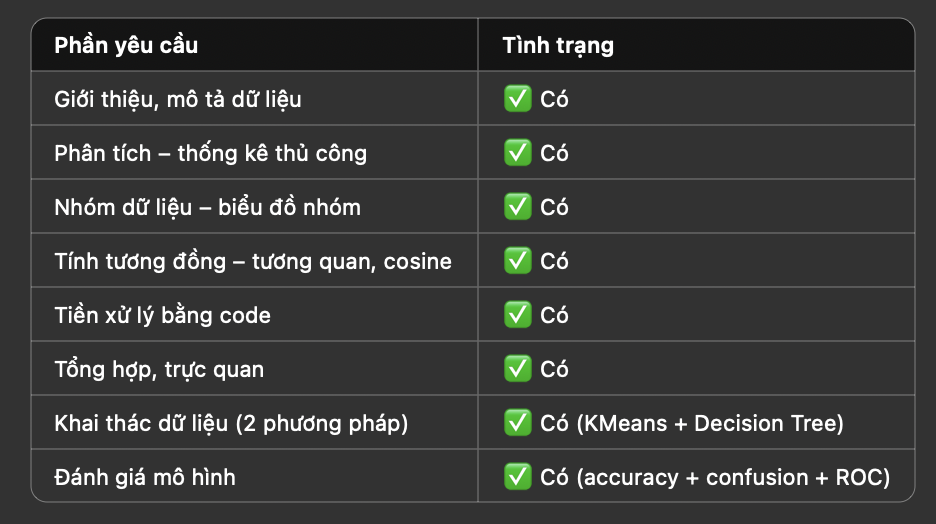 Phần yêu cầu Tình trạng
Giới thiệu, mô tả dữ liệu ✅ Có
Phân tích – thống kê thủ công ✅ Có
Nhóm dữ liệu – biểu đồ nhóm ✅ Có
Tính tương đồng – tương quan, cosine ✅ Có
Tiền xử lý bằng code ✅ Có
Tổng hợp, trực quan ✅ Có
Khai thác dữ liệu (2 phương pháp) ✅ Có (KMeans + Decision Tree)
Đánh giá mô hình ✅ Có (accuracy + confusion + ROC)